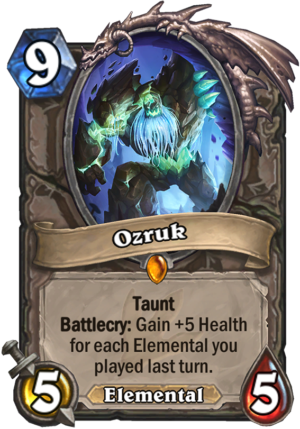 9
Ozruk
Taunt
Battlecry: Gain +5 Health
for each Elemental you
played last turn.
5
Elemental
5